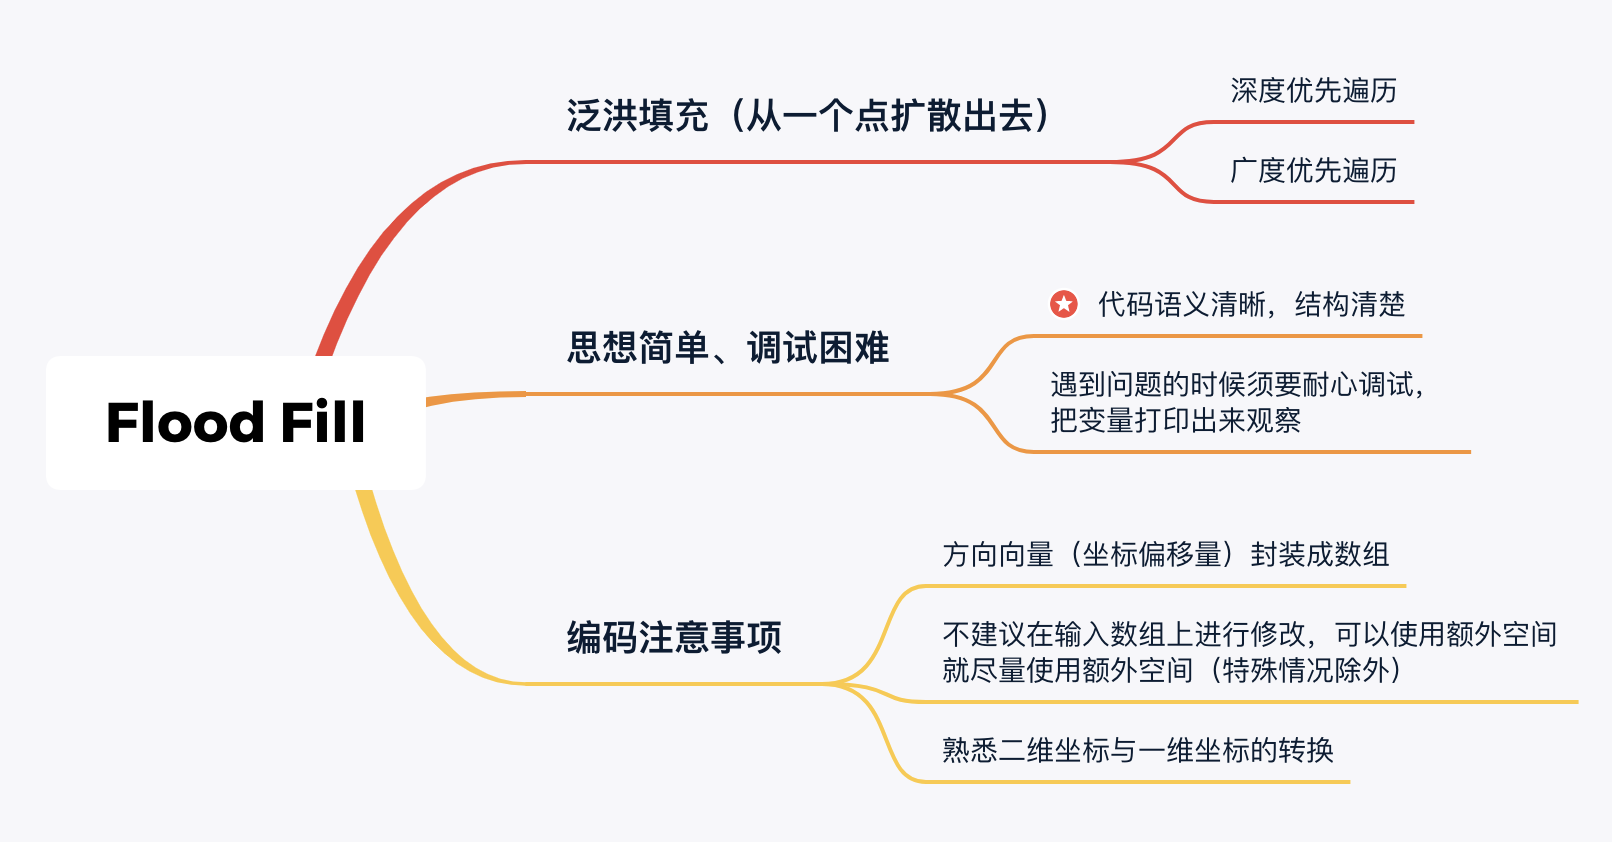 Flood Fill
泛洪填充（从一个点扩散出去）
深度优先遍历
广度优先遍历
思想简单、调试困难
代码语义清晰，结构清楚
遇到问题的时候须要耐心调试，
把变量打印出来观察
编码注意事项
方向向量（坐标偏移量）封装成数组
不建议在输入数组上进行修改，可以使用额外空间
就尽量使用额外空间（特殊情况除外）
熟悉二维坐标与一维坐标的转换